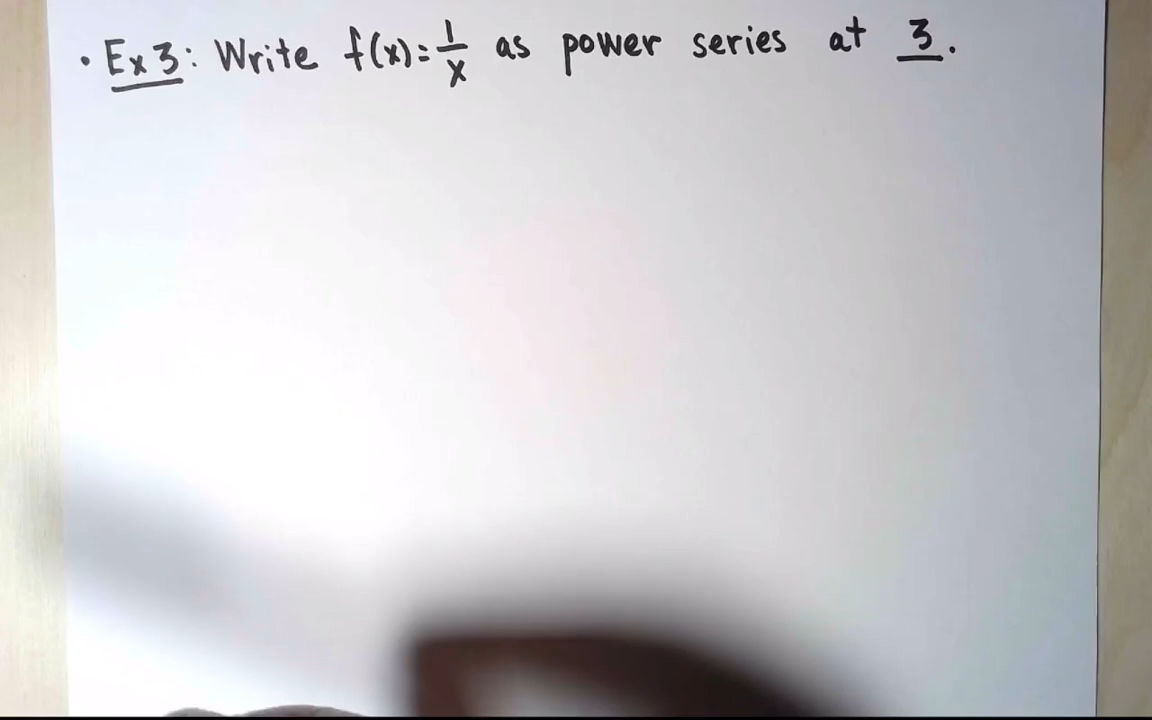 • Ex 3: Write f(x) = 1/x as power series at 3.